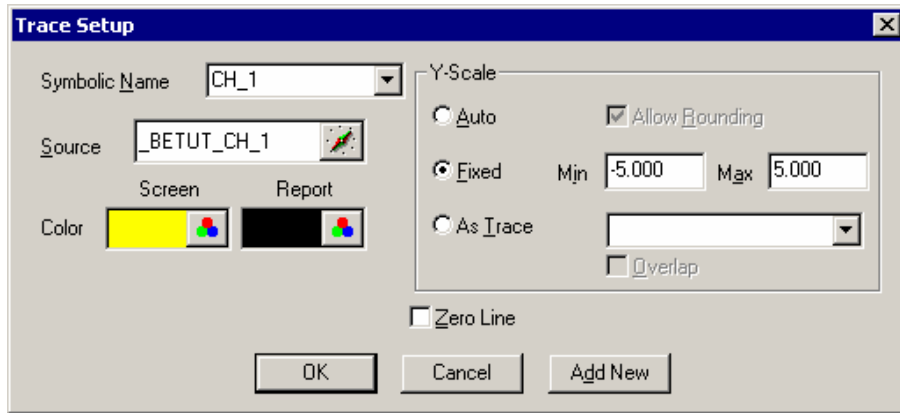 Trace Setup
Symbolic Name CH_1
Source _BETUT_CH_1
Screen Report
Color
Y-Scale
Auto Allow Rounding
Fixed Min -5.000 Max 5.000
As Trace
Overlap
Zero Line
OK Cancel Add New